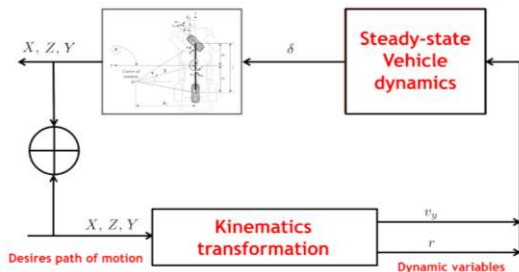 X, Z, Y
δ
Steady-state
Vehicle
dynamics
X, Z, Y
Kinematics
transformation
v_y
r
Desires path of motion
Dynamic variables